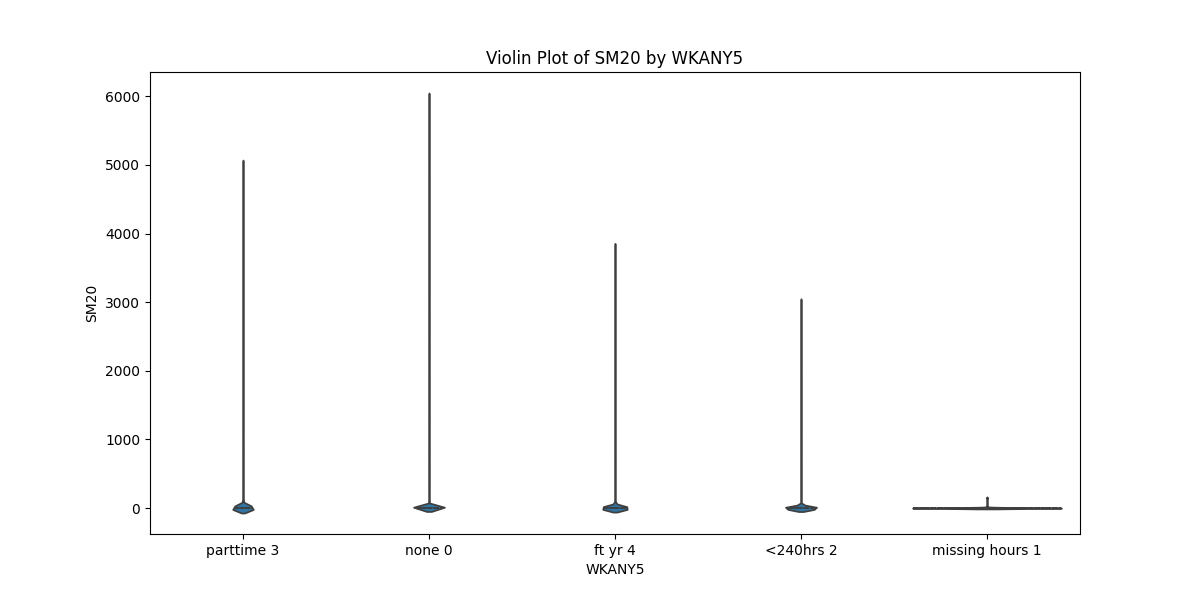 Violin Plot of SM20 by WKANY5
6000
5000
4000
3000
2000
1000
0
SM20
parttime 3
none 0
ft yr 4
<240hrs 2
missing hours 1
WKANY5